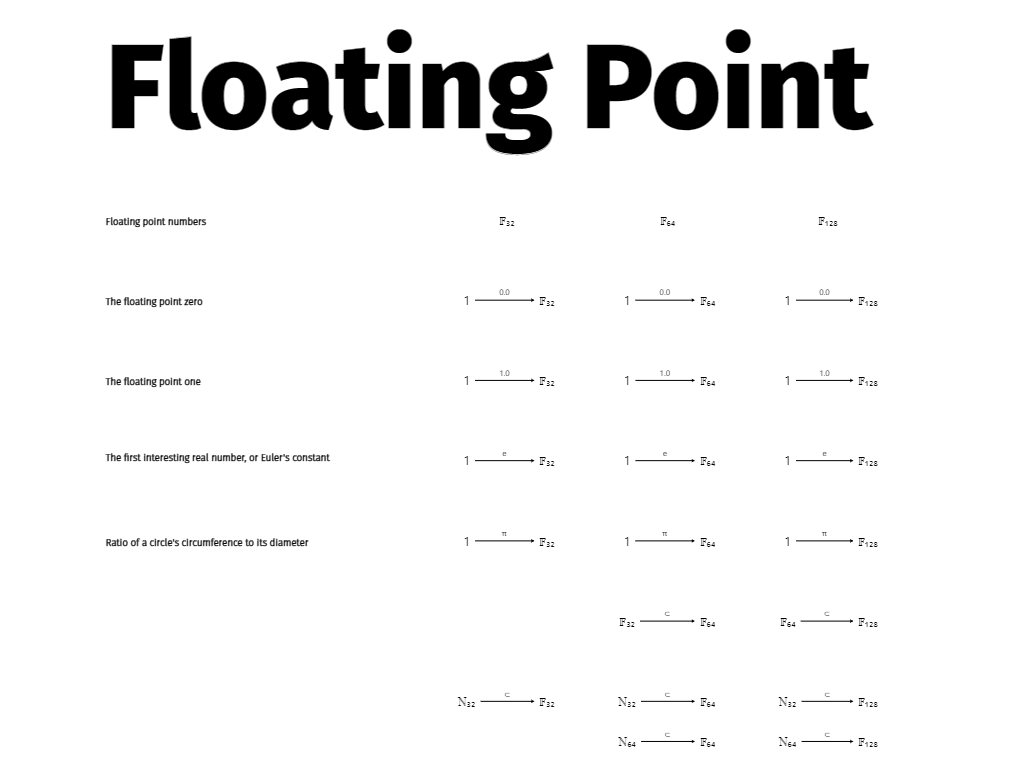 Floating Point
Floating point numbers 𝔽₃₂ 𝔽₆₄ 𝔽₁₂₈
0.0 0.0 0.0
The floating point zero 1 𝔽₃₂ 1 𝔽₆₄ 1 𝔽₁₂₈
1.0 1.0 1.0
The floating point one 1 𝔽₃₂ 1 𝔽₆₄ 1 𝔽₁₂₈
e e e
The first interesting real number, or Euler's constant 1 𝔽₃₂ 1 𝔽₆₄ 1 𝔽₁₂₈
π π π
Ratio of a circle's circumference to its diameter 1 𝔽₃₂ 1 𝔽₆₄ 1 𝔽₁₂₈
⊂ ⊂
𝔽₃₂ 𝔽₆₄ 𝔽₆₄ 𝔽₁₂₈
⊂ ⊂ ⊂
ℕ₃₂ 𝔽₃₂ ℕ₃₂ 𝔽₆₄ ℕ₃₂ 𝔽₁₂₈
⊂ ⊂
ℕ₆₄ 𝔽₆₄ ℕ₆₄ 𝔽₁₂₈